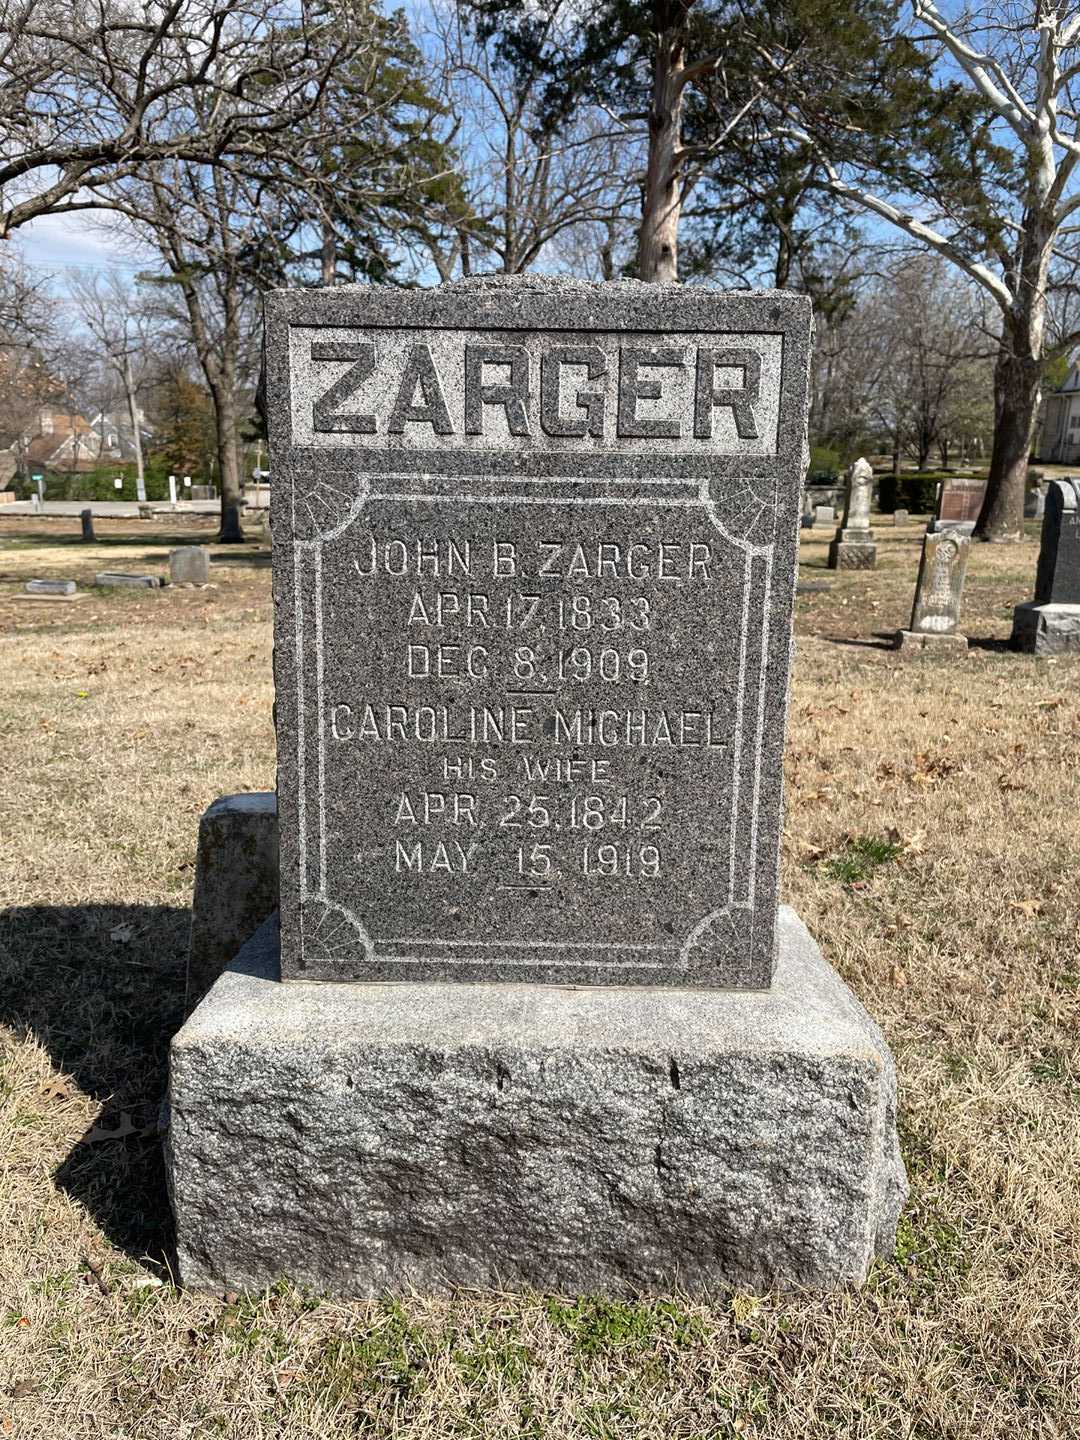 ZARGER
JOHN B. ZARGER
APR. 17, 1833
DEC. 8, 1909
CAROLINE MICHAEL
HIS WIFE
APR. 25, 1842
MAY 15, 1919